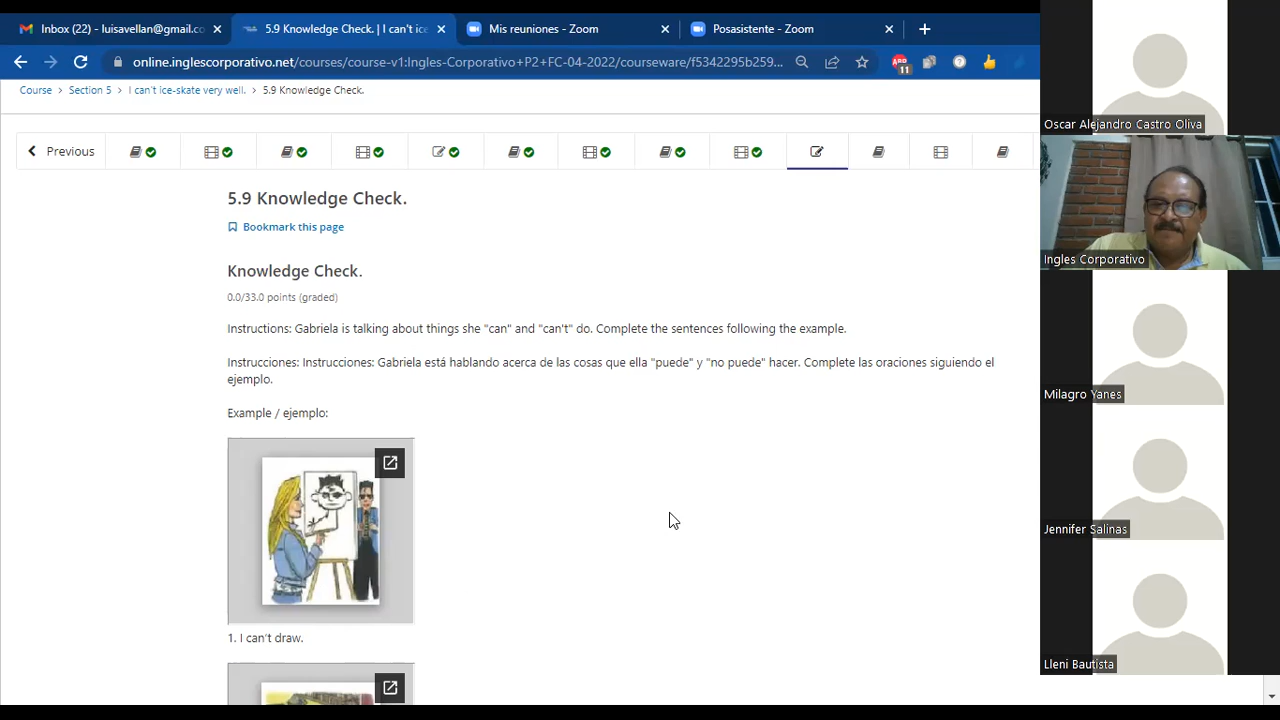 Inbox (22) - luisavellan@gmail.cc
5.9 Knowledge Check. | I can't ice
Mis reuniones - Zoom
Posasistente - Zoom
online.inglescorporativo.net/courses/course-v1:Ingles-Corporativo+P2+FC-04-2022/courseware/f5342295b259...
ABP
11
Course > Section 5 > I can't ice-skate very well. > 5.9 Knowledge Check.
Previous
5.9 Knowledge Check.
Bookmark this page
Knowledge Check.
0.0/33.0 points (graded)
Instructions: Gabriela is talking about things she "can" and "can't" do. Complete the sentences following the example.
Instrucciones: Instrucciones: Gabriela está hablando acerca de las cosas que ella "puede" y "no puede" hacer. Complete las oraciones siguiendo el
ejemplo.
Example / ejemplo:
1. I can't draw.
Oscar Alejandro Castro Oliva
Ingles Corporativo
Milagro Yanes
Jennifer Salinas
Lleni Bautista